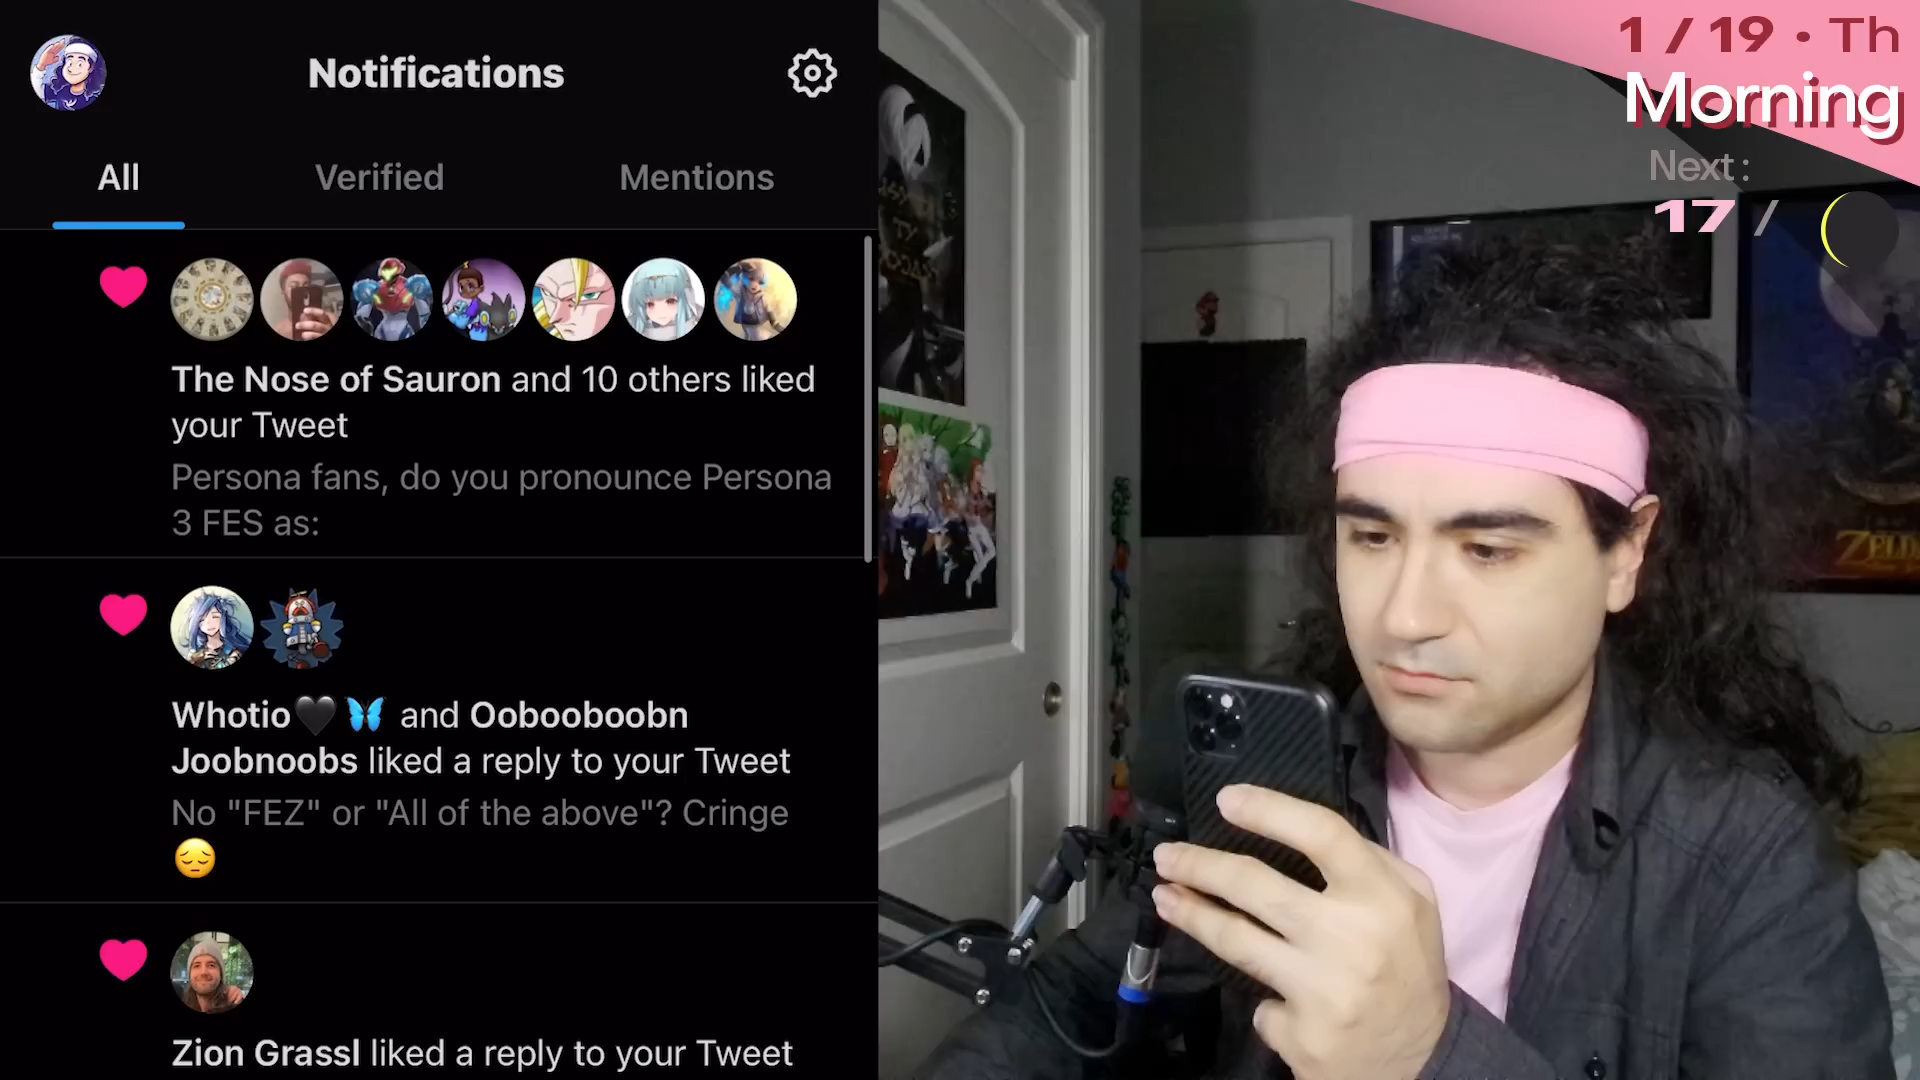 Notifications
All
Verified
Mentions
The Nose of Sauron and 10 others liked
your Tweet
Persona fans, do you pronounce Persona
3 FES as:
Whotio🖤🦋 and Oobooboobn
Joobnoobs liked a reply to your Tweet
No "FEZ" or "All of the above"? Cringe
😔
Zion Grassl liked a reply to your Tweet
1 / 19 · Th
Morning
Next:
17 /
ZELD